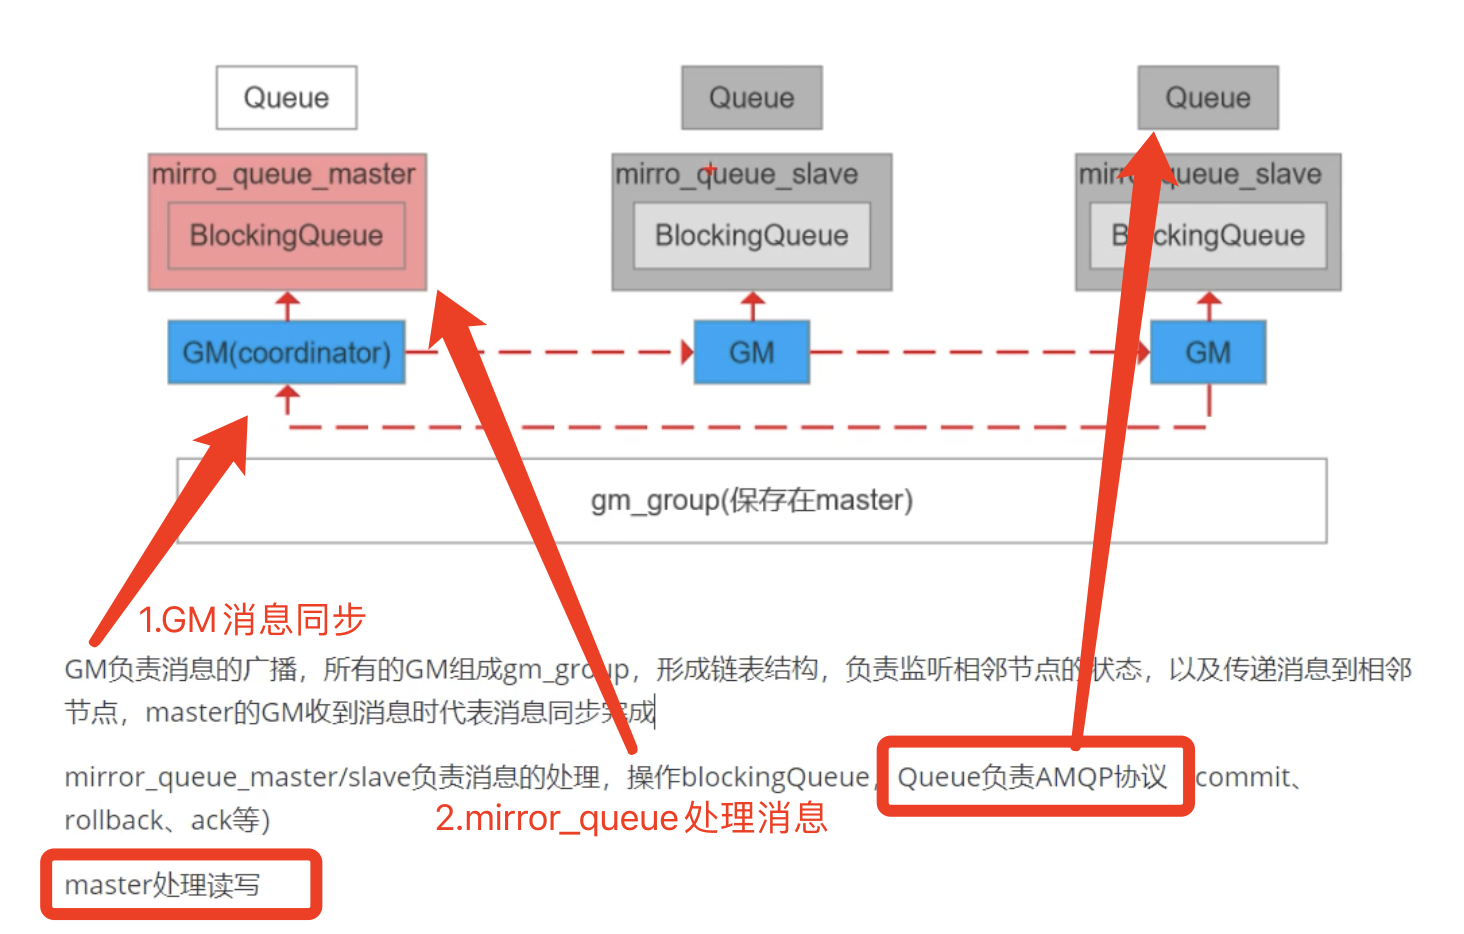 Queue
Queue
Queue
mirro_queue_master
mirro_queue_slave
mirro_queue_slave
BlockingQueue
BlockingQueue
BlockingQueue
GM(coordinator)
GM
GM
gm_group(保存在master)
1.GM消息同步
GM负责消息的广播，所有的GM组成gm_group，形成链表结构，负责监听相邻节点的状态，以及传递消息到相邻
节点，master的GM收到消息时代表消息同步完成
mirror_queue_master/slave负责消息的处理，操作blockingQueue，Queue负责AMQP协议 commit、
rollback、ack等)
2.mirror_queue处理消息
master处理读写